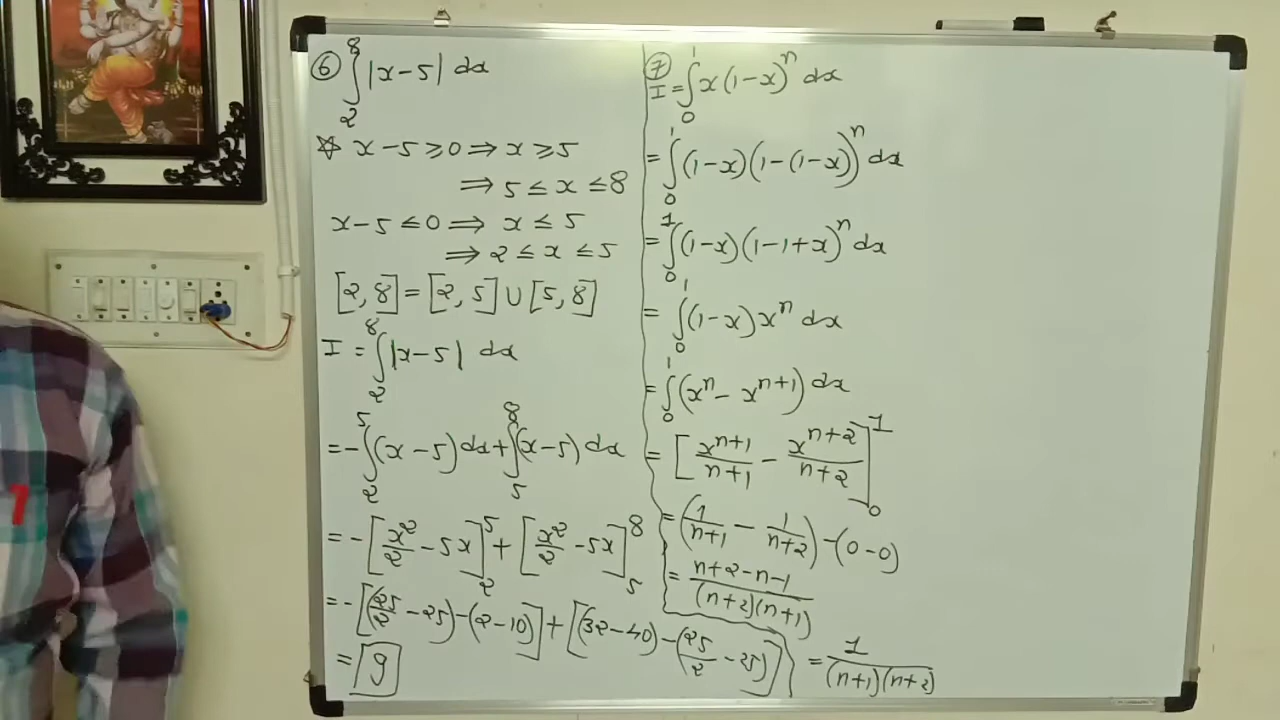 ⑥ ∫₂⁸ |x-5| dx
☆ x-5 ≥ 0 ⇒ x ≥ 5
⇒ 5 ≤ x ≤ 8
x-5 ≤ 0 ⇒ x ≤ 5
⇒ 2 ≤ x ≤ 5
[2, 8] = [2, 5] ∪ [5, 8]
I = ∫₂⁸ |x-5| dx
= -∫₂⁵ (x-5) dx + ∫₅⁸ (x-5) dx
= -[x²/2 - 5x]₂⁵ + [x²/2 - 5x]₅⁸
= -[(25/2 - 25) - (2-10)] + [(32-40) - (25/2 - 25)]
= 9
⑦ I = ∫₀¹ x(1-x)ⁿ dx
= ∫₀¹ (1-x)(1-(1-x))ⁿ dx
= ∫₀¹ (1-x)(1-1+x)ⁿ dx
= ∫₀¹ (1-x)xⁿ dx
= ∫₀¹ (xⁿ - xⁿ⁺¹) dx
= [xⁿ⁺¹/n+1 - xⁿ⁺²/n+2]₀¹
= (1/n+1 - 1/n+2) - (0-0)
= n+2-n-1/(n+2)(n+1)
= 1/(n+1)(n+2)
7